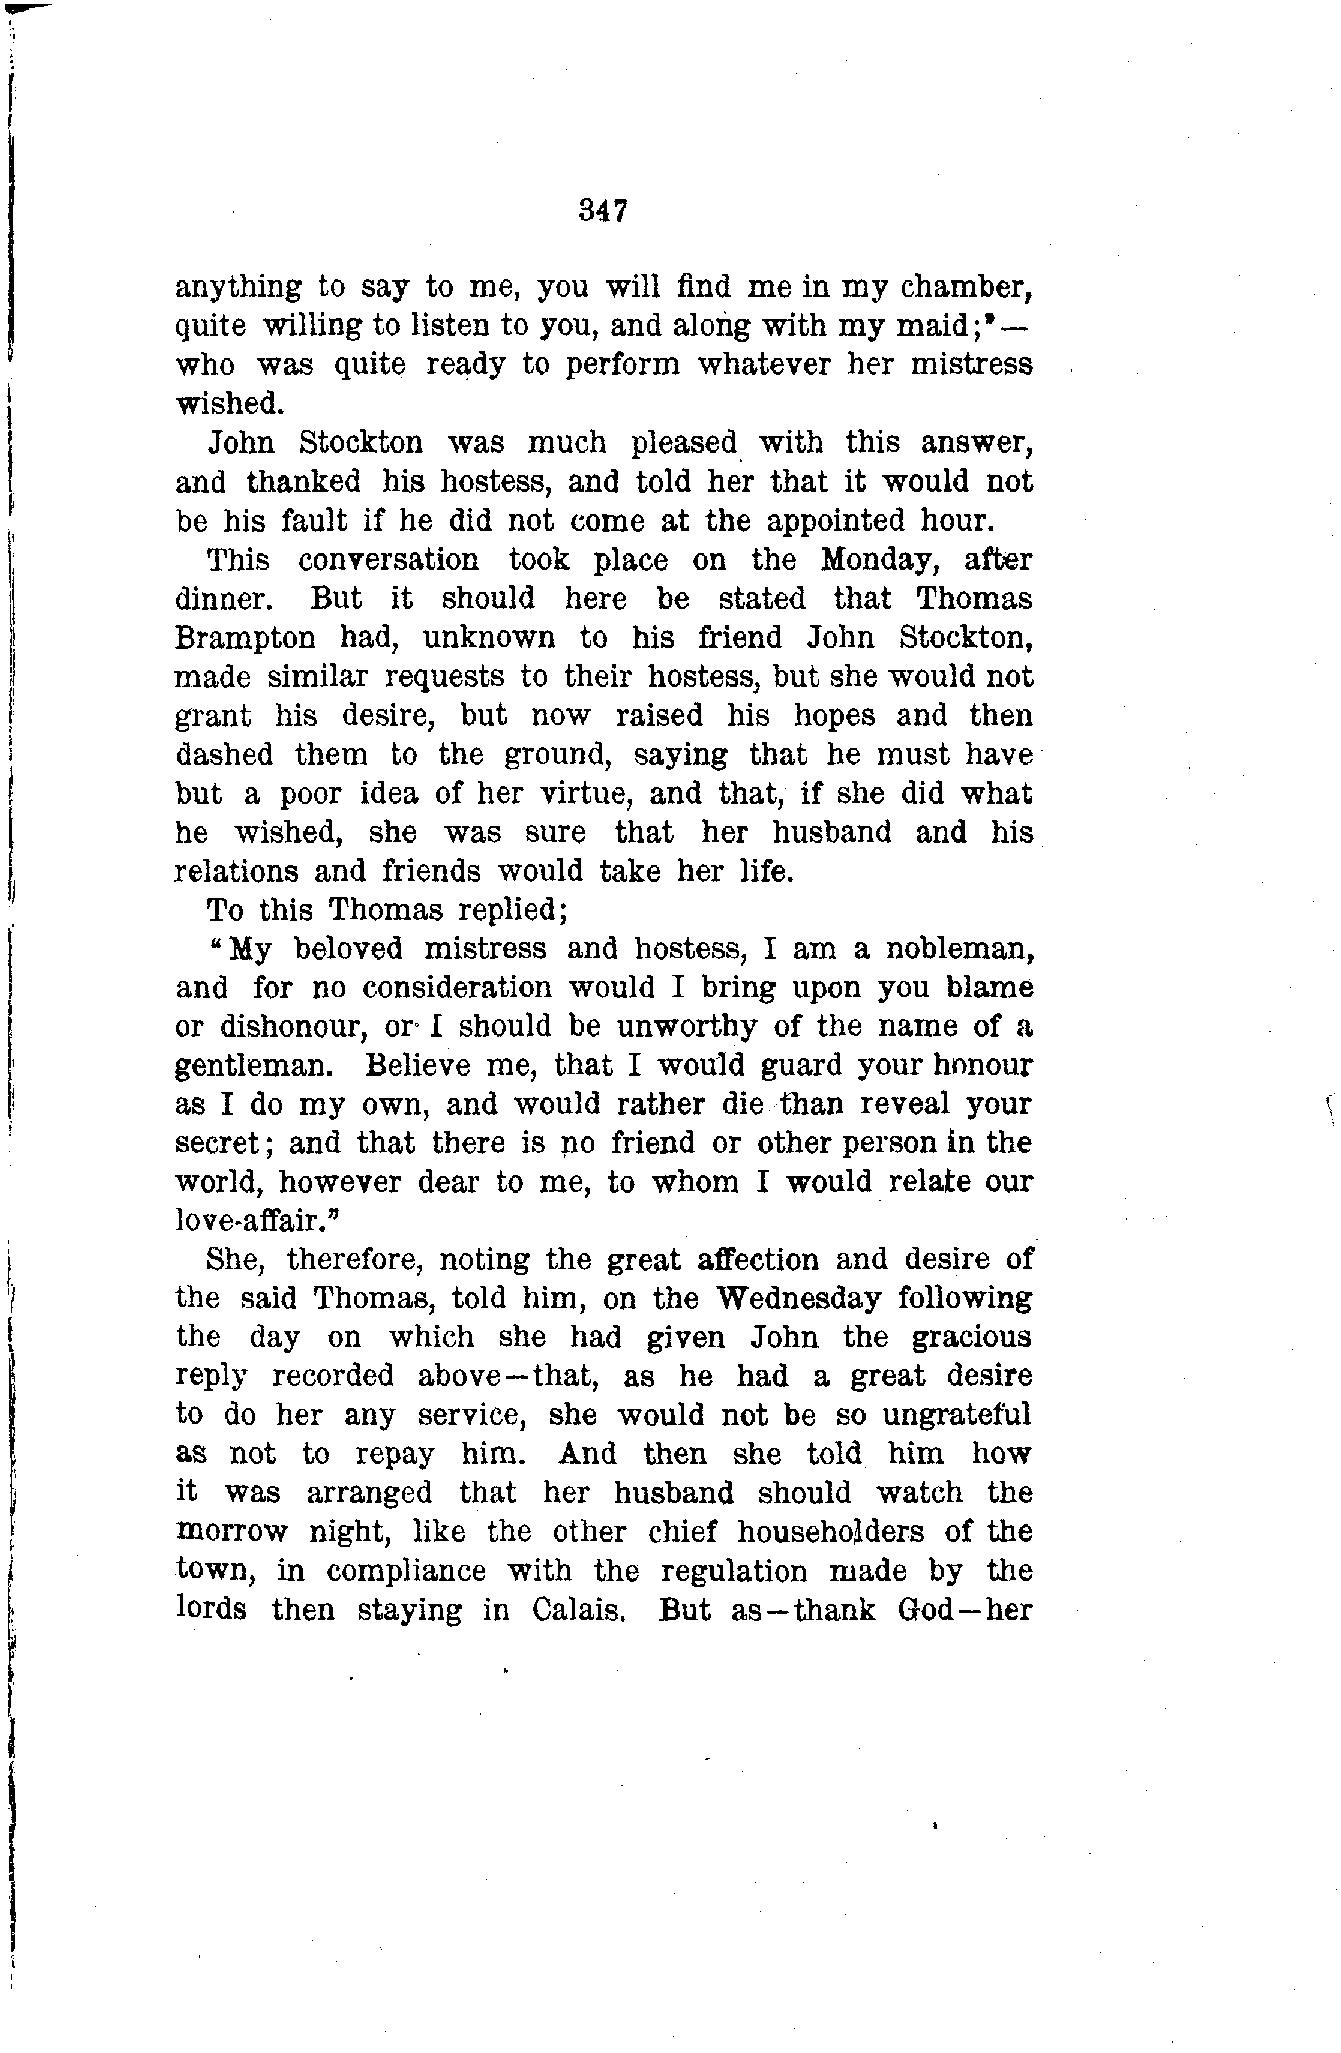 347
anything to say to me, you will find me in my chamber,
quite willing to listen to you, and along with my maid;"—
who was quite ready to perform whatever her mistress
wished.
John Stockton was much pleased with this answer,
and thanked his hostess, and told her that it would not
be his fault if he did not come at the appointed hour.
This conversation took place on the Monday, after
dinner. But it should here be stated that Thomas
Brampton had, unknown to his friend John Stockton,
made similar requests to their hostess, but she would not
grant his desire, but now raised his hopes and then
dashed them to the ground, saying that he must have
but a poor idea of her virtue, and that, if she did what
he wished, she was sure that her husband and his
relations and friends would take her life.
To this Thomas replied;
"My beloved mistress and hostess, I am a nobleman,
and for no consideration would I bring upon you blame
or dishonour, or I should be unworthy of the name of a
gentleman. Believe me, that I would guard your honour
as I do my own, and would rather die than reveal your
secret; and that there is no friend or other person in the
world, however dear to me, to whom I would relate our
love-affair."
She, therefore, noting the great affection and desire of
the said Thomas, told him, on the Wednesday following
the day on which she had given John the gracious
reply recorded above—that, as he had a great desire
to do her any service, she would not be so ungrateful
as not to repay him. And then she told him how
it was arranged that her husband should watch the
morrow night, like the other chief householders of the
town, in compliance with the regulation made by the
lords then staying in Calais. But as—thank God—her